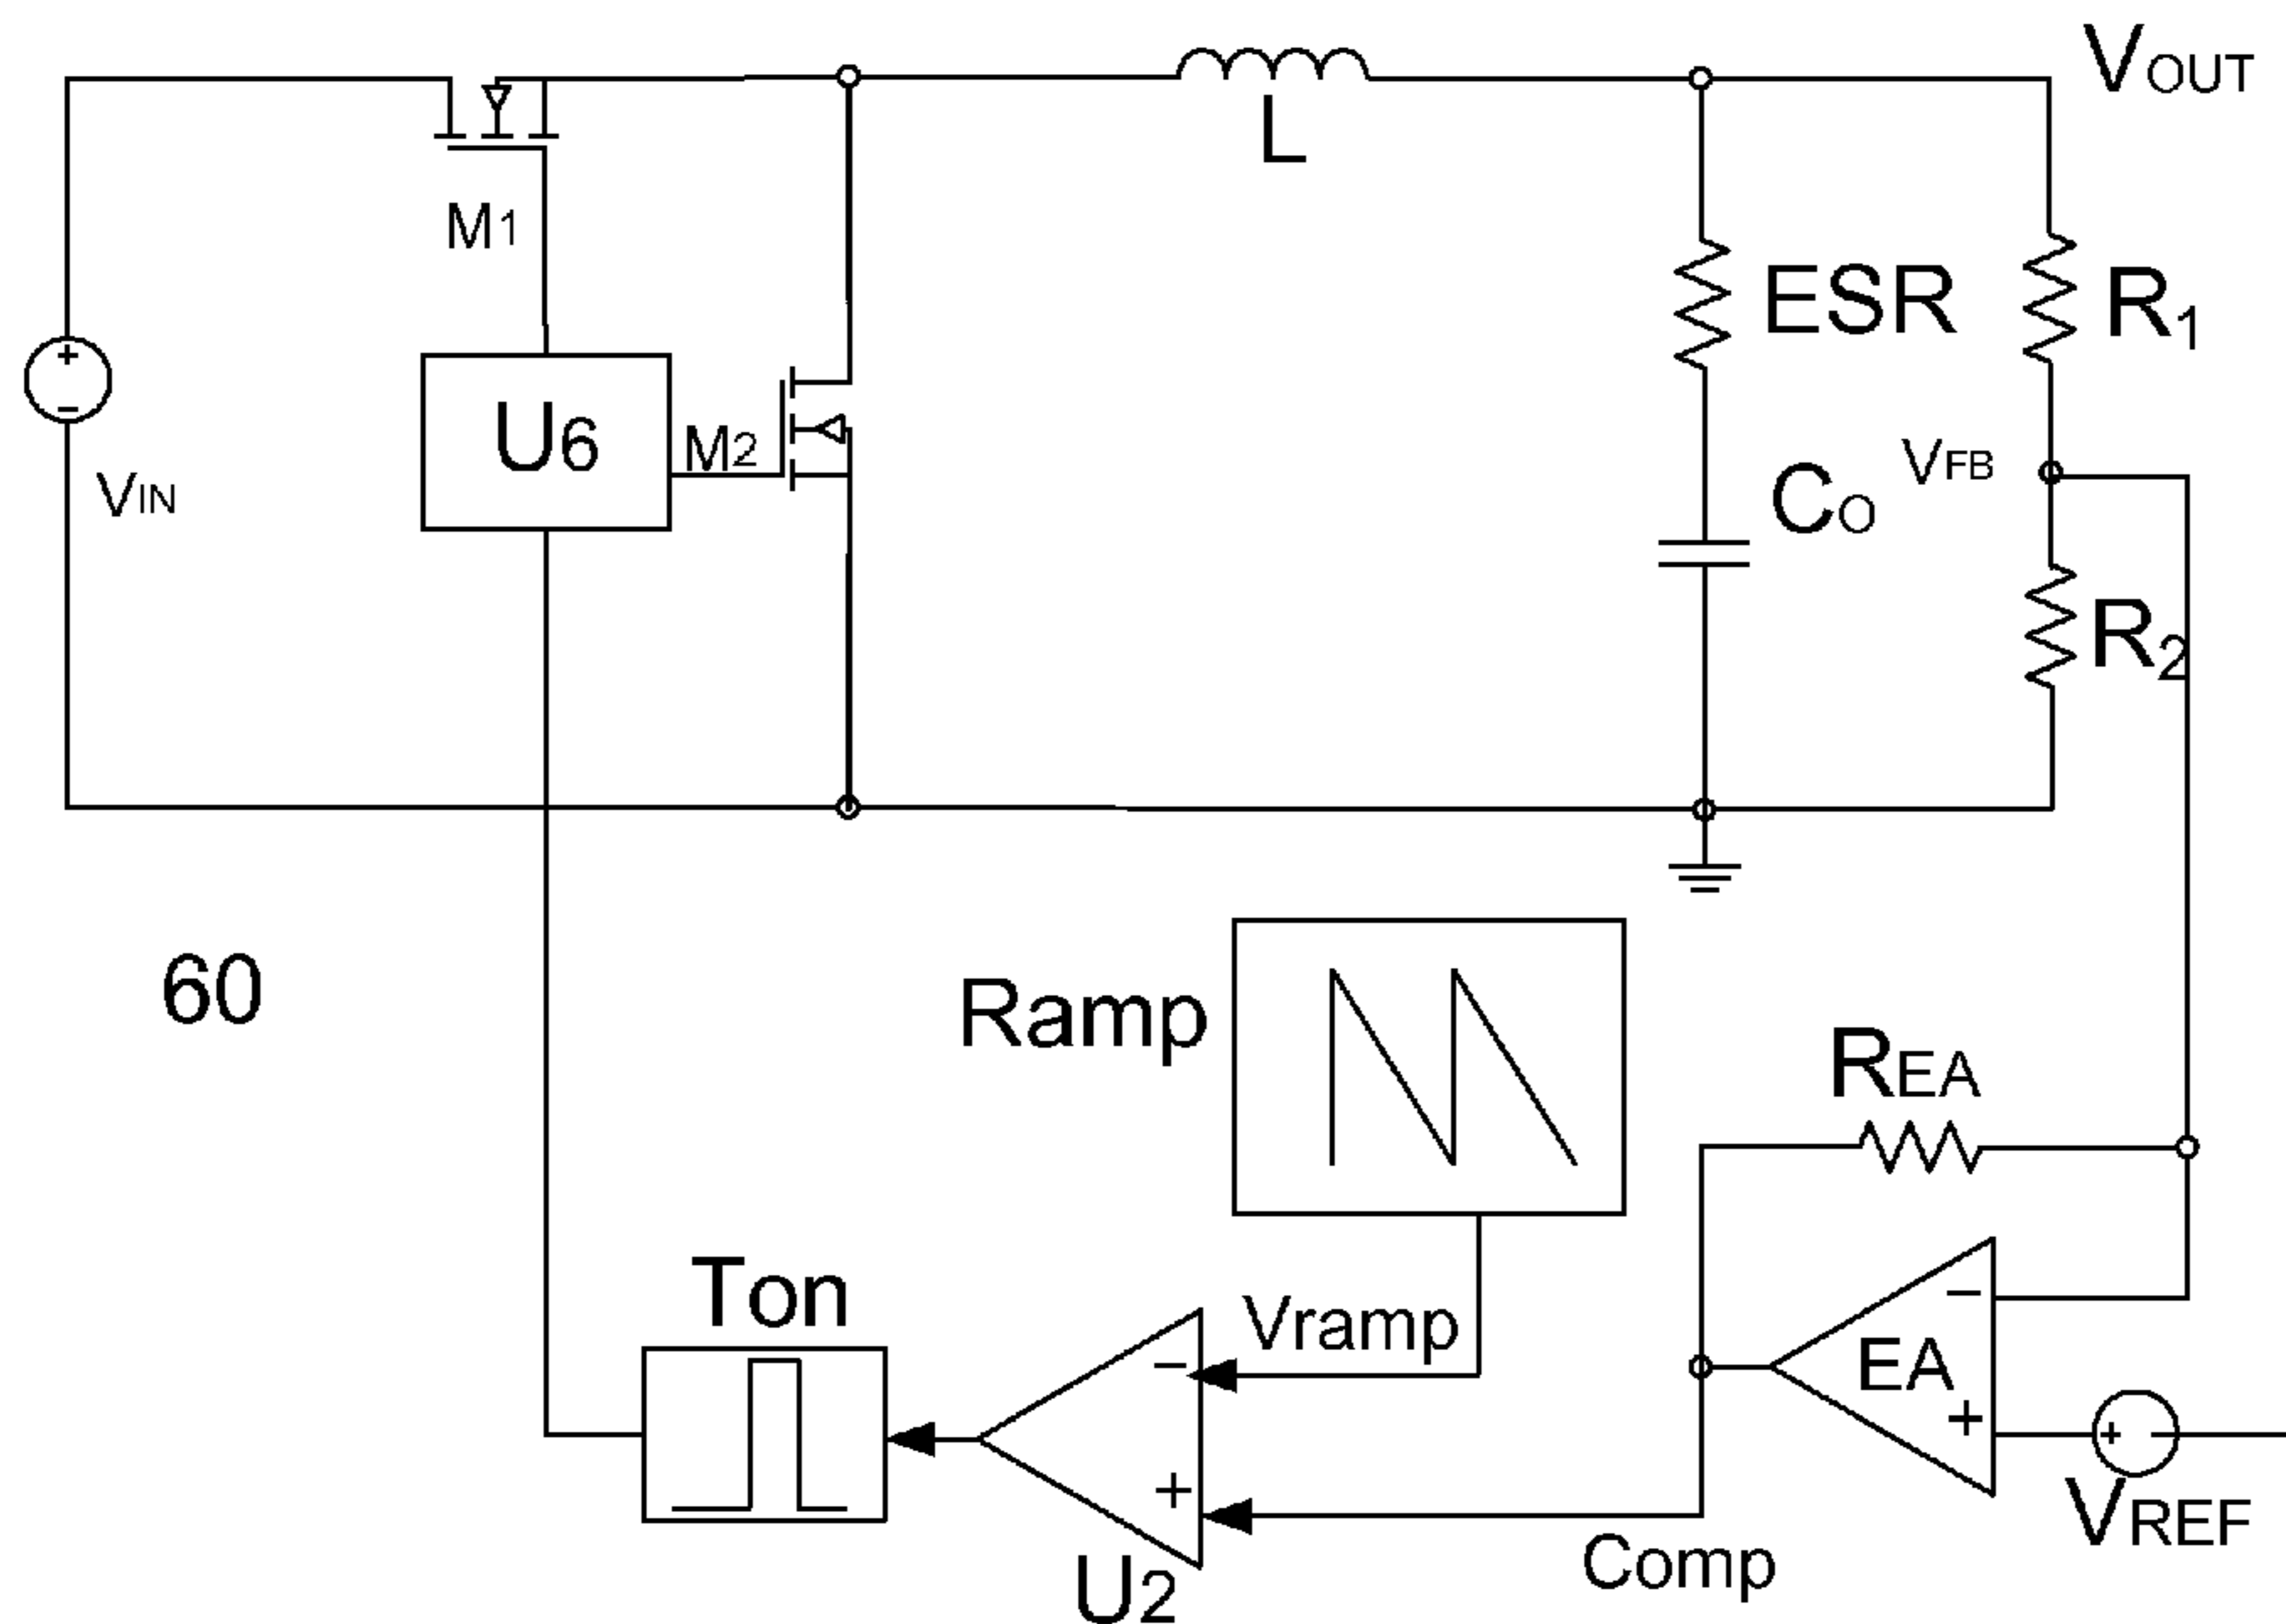 VOUT
L
M1
ESR
R1
U6
M2
VFB
VIN
CO
R2
60
Ramp
REA
Ton
Vramp
EA
VREF
Comp
U2